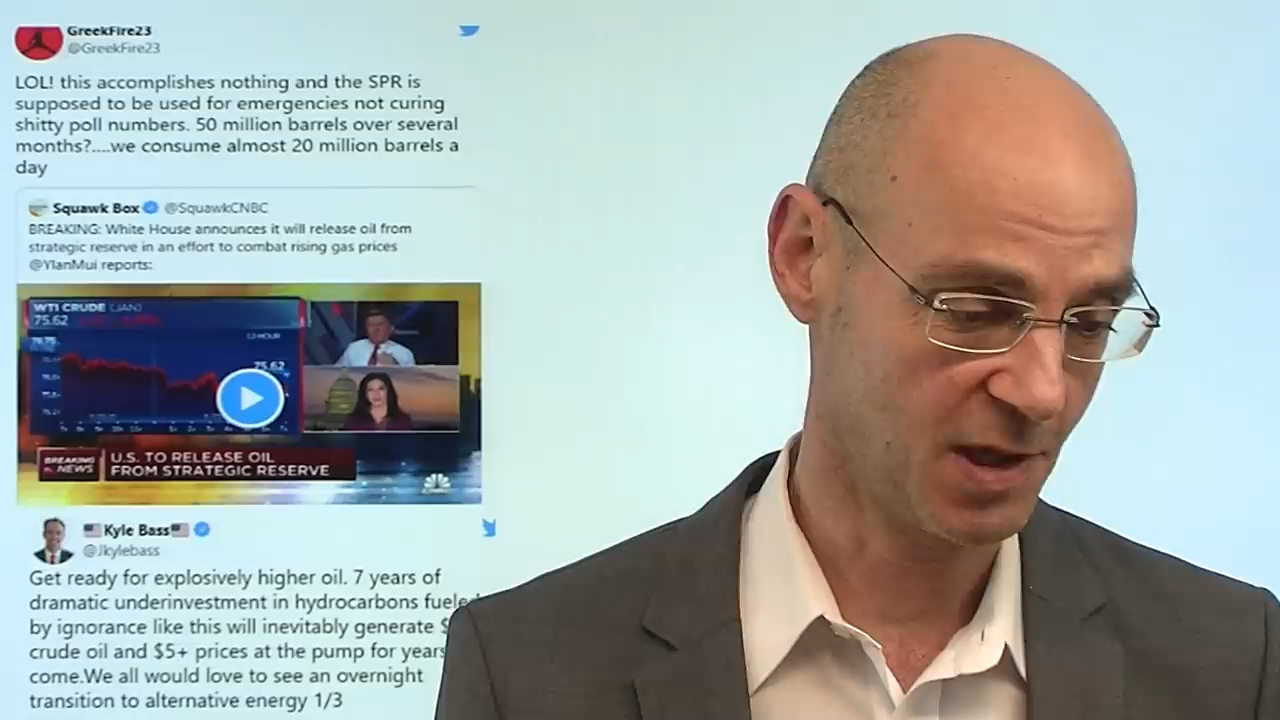 GreekFire23
@GreekFire23
LOL! this accomplishes nothing and the SPR is
supposed to be used for emergencies not curing
shitty poll numbers. 50 million barrels over several
months?....we consume almost 20 million barrels a
day
Squawk Box @SquawkCNBC
BREAKING: White House announces it will release oil from
strategic reserve in an effort to combat rising gas prices
@YlanMui reports:
WTI CRUDE (JAN)
75.62
12-HOUR
75.62
BREAKING
NEWS
U.S. TO RELEASE OIL
FROM STRATEGIC RESERVE
Kyle Bass
@Jkylebass
Get ready for explosively higher oil. 7 years of
dramatic underinvestment in hydrocarbons fueled
by ignorance like this will inevitably generate $
crude oil and $5+ prices at the pump for years
come.We all would love to see an overnight
transition to alternative energy 1/3